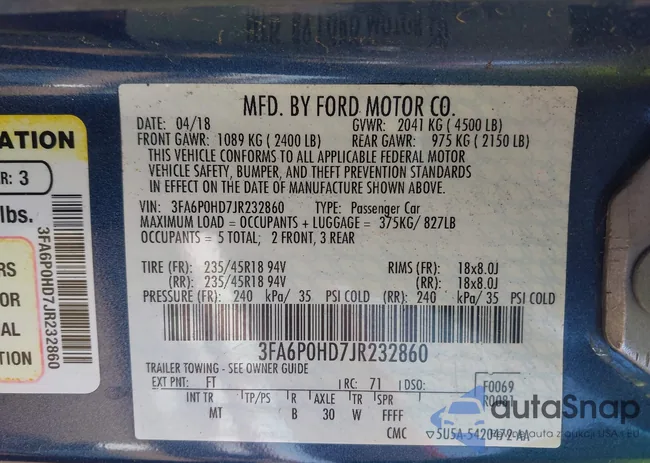 MFD. BY FORD MOTOR CO.
DATE: 04/18 GVWR: 2041 KG ( 4500 LB)
FRONT GAWR: 1089 KG ( 2400 LB) REAR GAWR: 975 KG ( 2150 LB)
THIS VEHICLE CONFORMS TO ALL APPLICABLE FEDERAL MOTOR
VEHICLE SAFETY, BUMPER, AND THEFT PREVENTION STANDARDS
IN EFFECT ON THE DATE OF MANUFACTURE SHOWN ABOVE.
VIN: 3FA6P0HD7JR232860 TYPE: Passenger Car
MAXIMUM LOAD = OCCUPANTS + LUGGAGE = 375KG/ 827LB
OCCUPANTS = 5 TOTAL; 2 FRONT, 3 REAR
TIRE (FR): 235/45R18 94V RIMS (FR): 18x8.0J
(RR): 235/45R18 94V (RR): 18x8.0J
PRESSURE (FR): 240 kPa/ 35 PSI COLD (RR): 240 kPa/ 35 PSI COLD
3FA6P0HD7JR232860
TRAILER TOWING - SEE OWNER GUIDE
EXT PNT: FT RC: 71 DSO: F0069
R0081
INT TR TP/PS R AXLE TR SPR
MT B 30 W FFFF
CMC 5U5A-5420472-AA
ATION
R: 3
lbs.
RS
OR
AL
TION
3FA6P0HD7JR232860
autoSnap